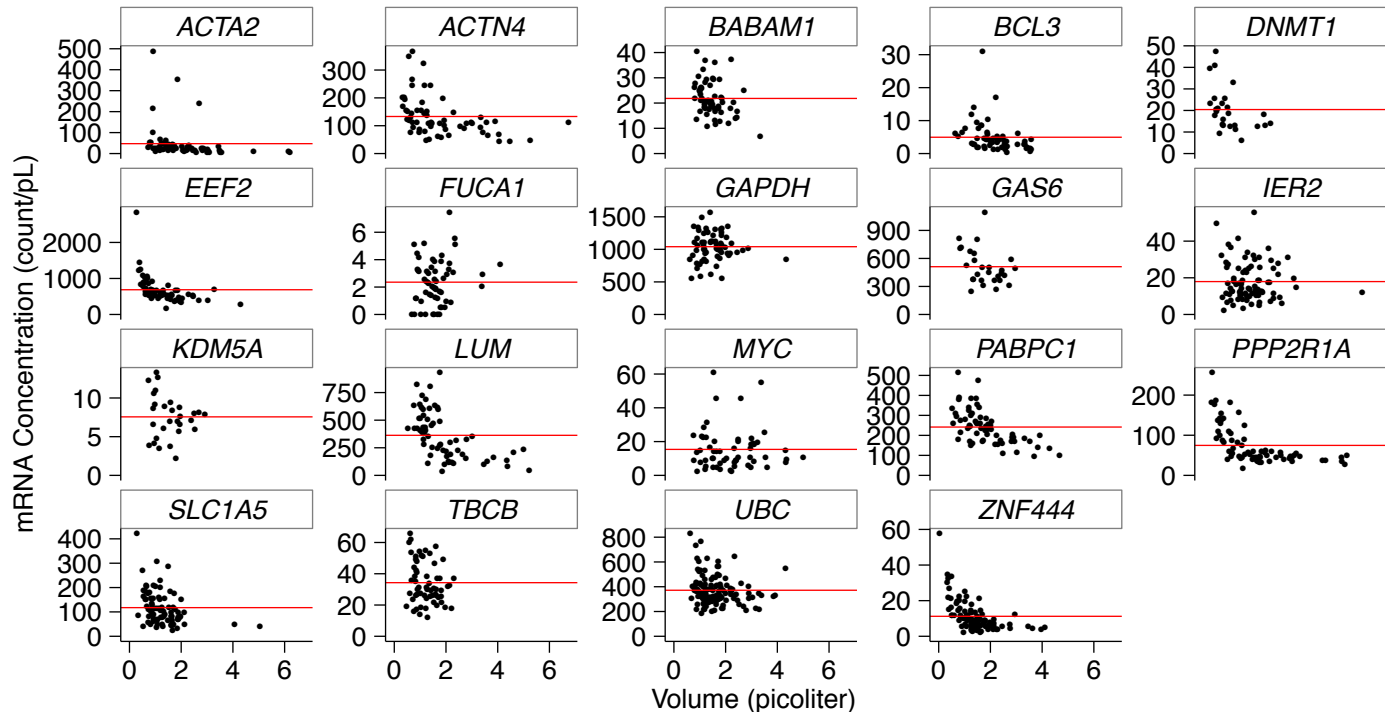 ACTA2 ACTN4 BABAM1 BCL3 DNMT1
500 400 300 200 100 0
300 200 100 0
40 30 20 10 0
30 20 10 0
50 40 30 20 10 0
EEF2 FUCA1 GAPDH GAS6 IER2
2000 1000 0
6 4 2 0
1500 1000 500 0
900 600 300 0
40 20 0
KDM5A LUM MYC PABPC1 PPP2R1A
10 5 0
750 500 250 0
60 40 20 0
500 400 300 200 100 0
200 100 0
SLC1A5 TBCB UBC ZNF444
400 300 200 100 0
60 40 20 0
800 600 400 200 0
60 40 20 0
0 2 4 6 0 2 4 6 0 2 4 6 0 2 4 6
mRNA Concentration (count/pL)
Volume (picoliter)